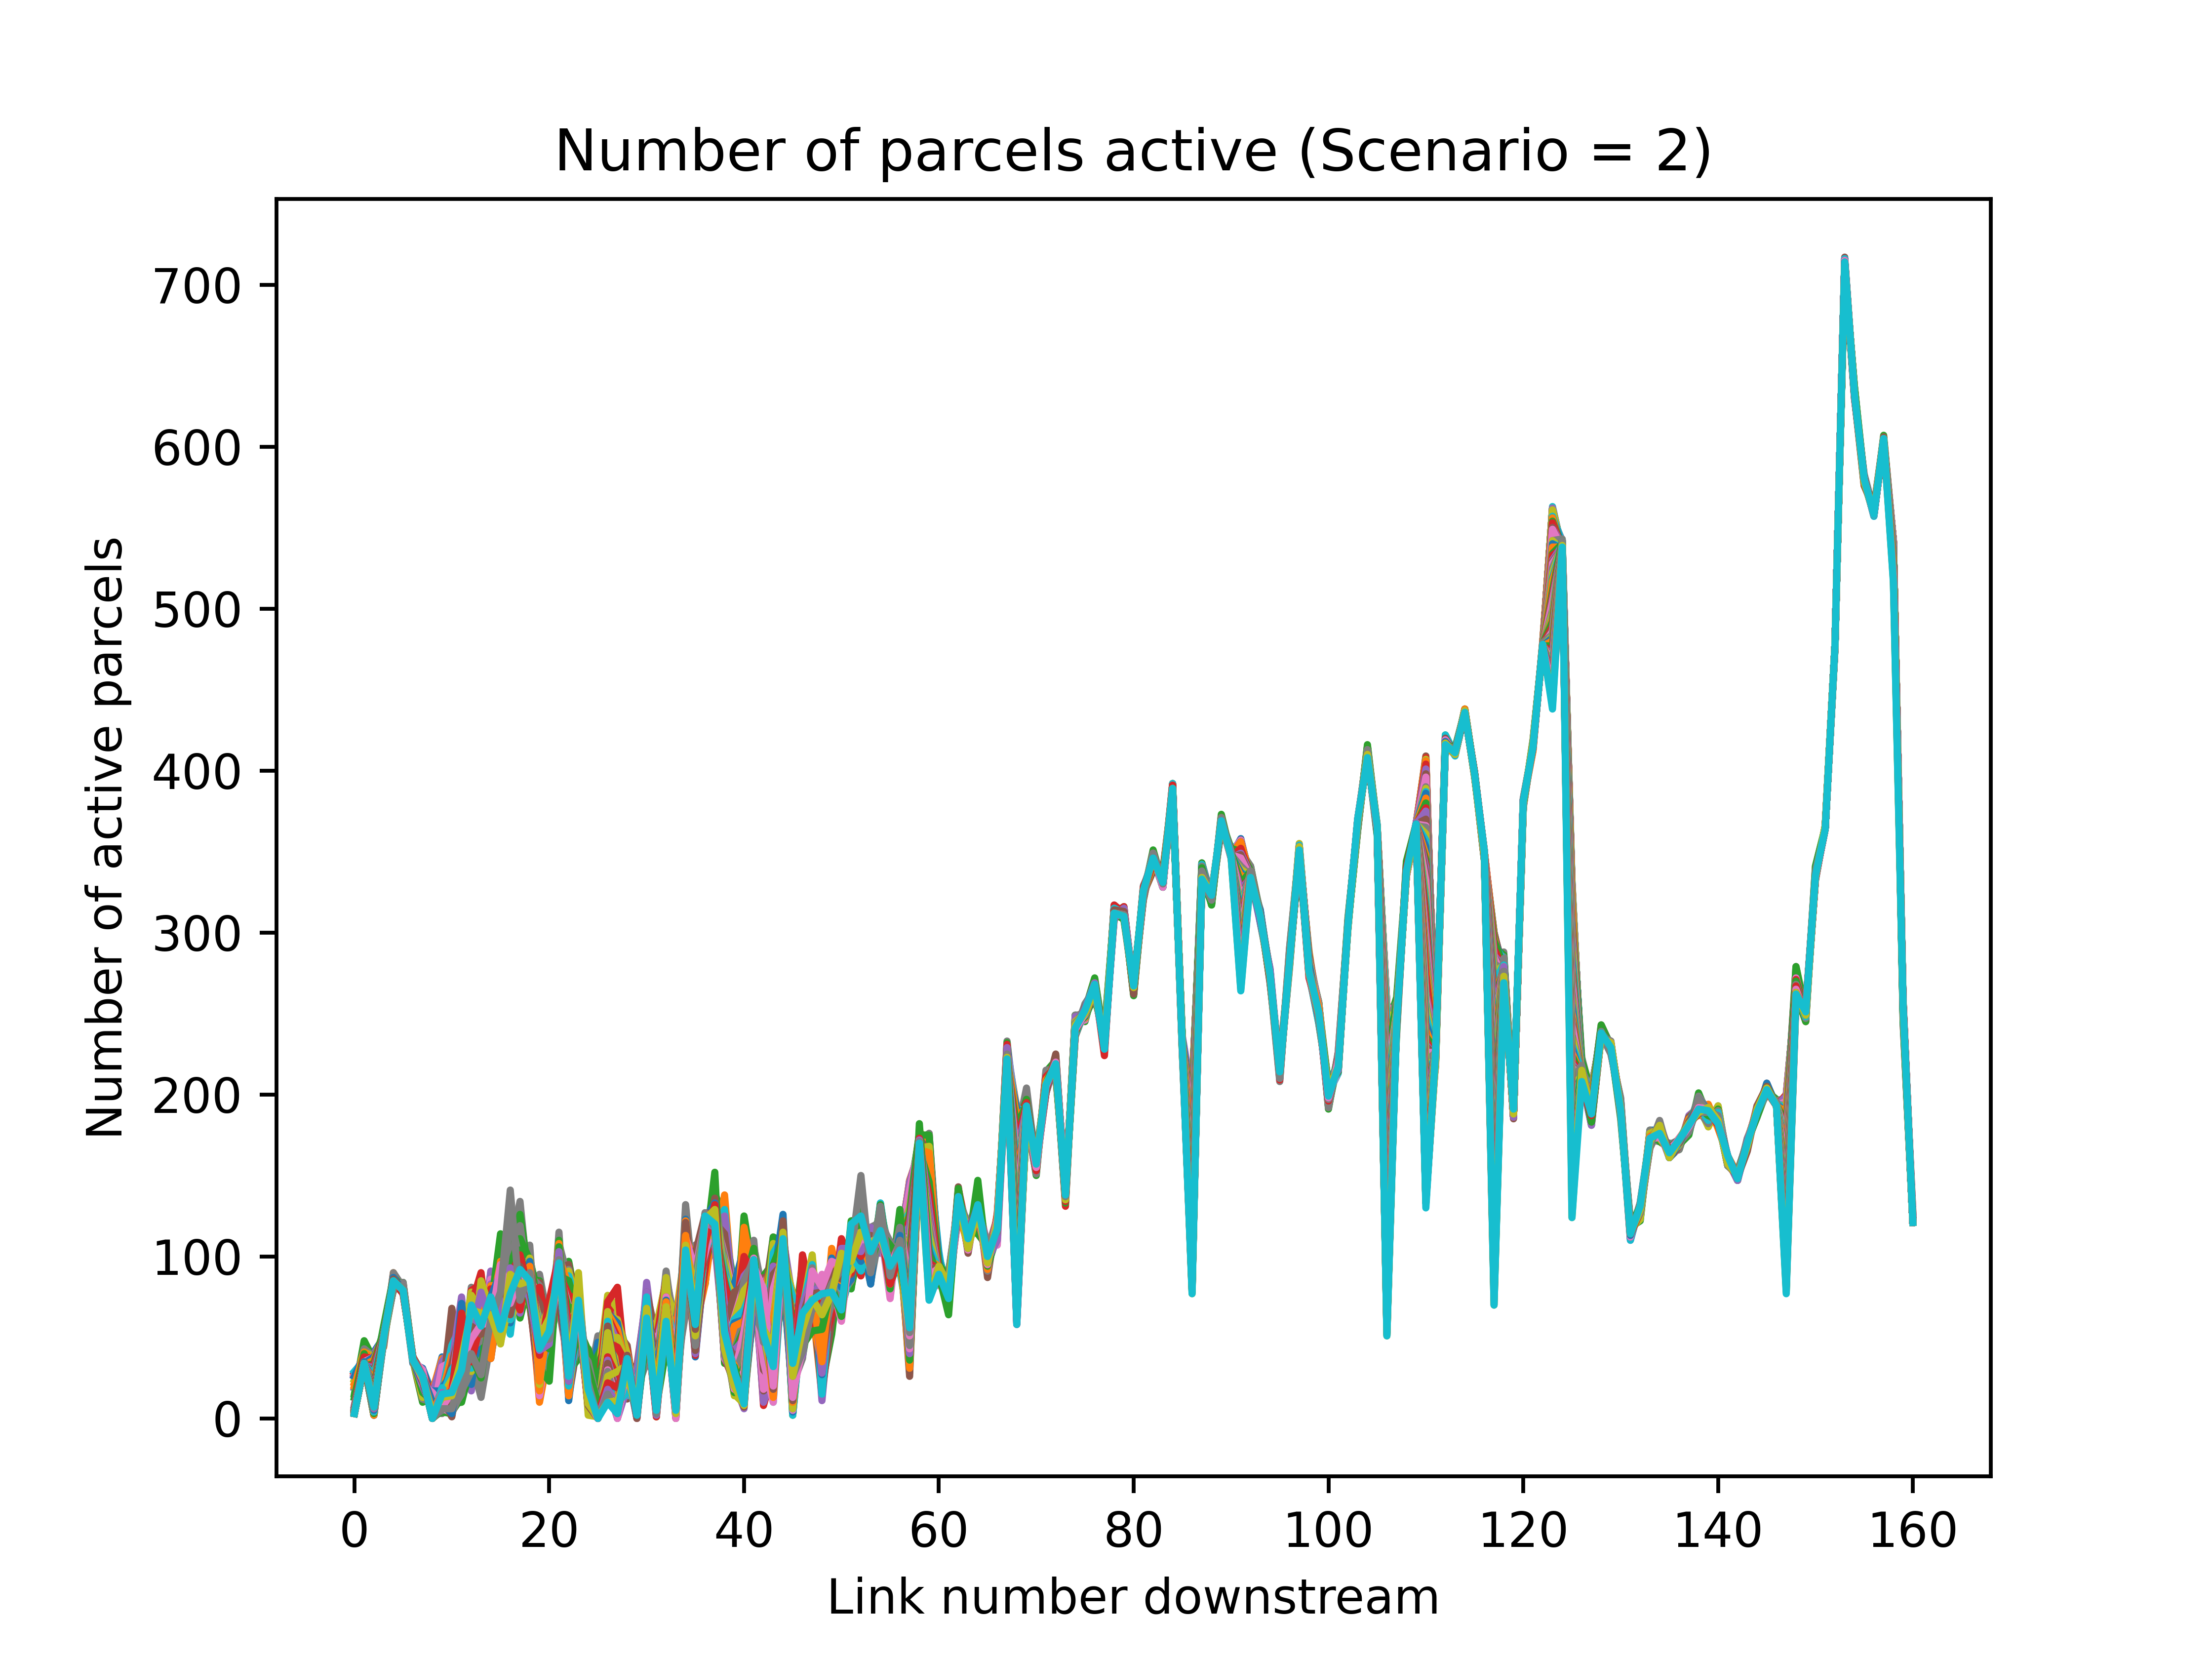 Number of parcels active (Scenario = 2)
Number of active parcels
700
600
500
400
300
200
100
0
0 20 40 60 80 100 120 140 160
Link number downstream